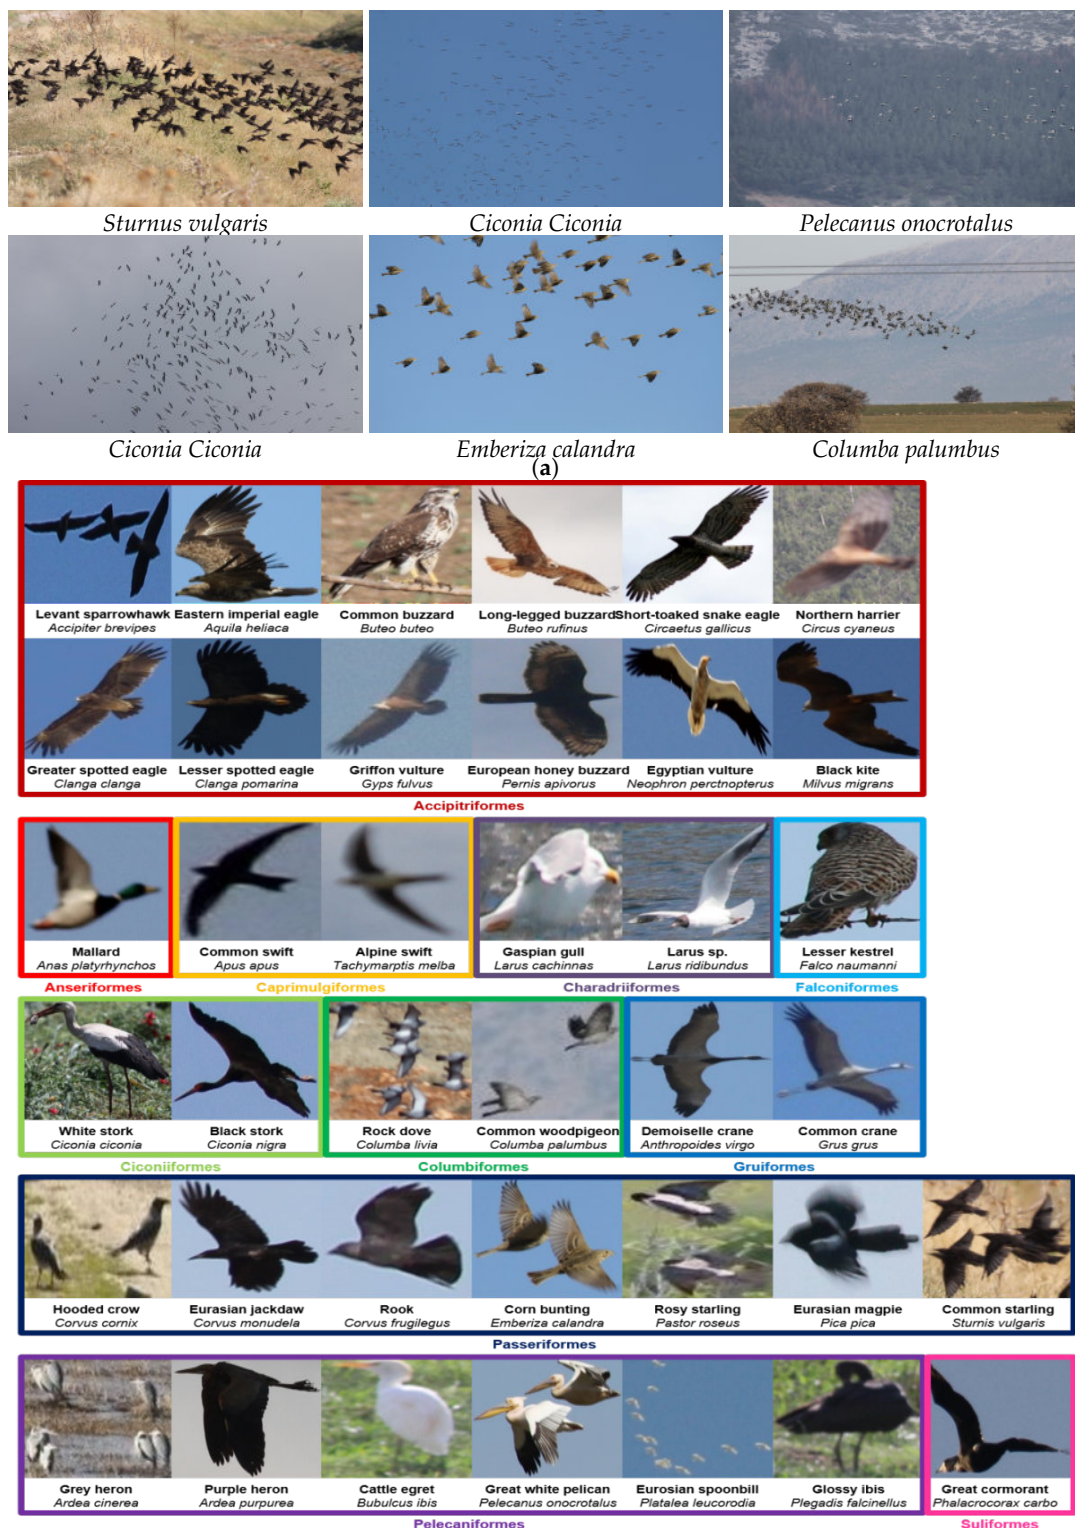 Sturnus vulgaris Ciconia Ciconia Pelecanus onocrotalus
Ciconia Ciconia Emberiza calandra Columba palumbus
(a)
Levant sparrowhawk Eastern imperial eagle Common buzzard Long-legged buzzard Short-toaked snake eagle Northern harrier
Accipiter brevipes Aquila heliaca Buteo buteo Buteo rufinus Circaetus gallicus Circus cyaneus
Greater spotted eagle Lesser spotted eagle Griffon vulture European honey buzzard Egyptian vulture Black kite
Clanga clanga Clanga pomarina Gyps fulvus Pernis apivorus Neophron perctnopterus Milvus migrans
Accipitriformes
Mallard Common swift Alpine swift Gaspian gull Larus sp. Lesser kestrel
Anas platyrhynchos Apus apus Tachymarptis melba Larus cachinnas Larus ridibundus Falco naumanni
Anseriformes Caprimulgiformes Charadriiformes Falconiformes
White stork Black stork Rock dove Common woodpigeon Demoiselle crane Common crane
Ciconia ciconia Ciconia nigra Columba livia Columba palumbus Anthropoides virgo Grus grus
Ciconiiformes Columbiformes Gruiformes
Hooded crow Eurasian jackdaw Rook Corn bunting Rosy starling Eurasian magpie Common starling
Corvus cornix Corvus monudela Corvus frugilegus Emberiza calandra Pastor roseus Pica pica Sturnis vulgaris
Passeriformes
Grey heron Purple heron Cattle egret Great white pelican Eurosian spoonbill Glossy ibis Great cormorant
Ardea cinerea Ardea purpurea Bubulcus ibis Pelecanus onocrotalus Platalea leucorodia Plegadis falcinellus Phalacrocorax carbo
Pelecaniformes Suliformes